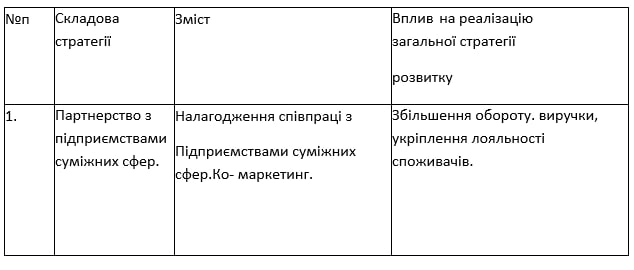 №п
Складова
стратегії
Зміст
Вплив на реалізацію
загальної стратегії
розвитку
1.
Партнерство з
підприємствами
суміжних сфер.
Налагодження співпраці з
Підприємствами суміжних
сфер.Ко- маркетинг.
Збільшення обороту. виручки,
укріплення лояльності
споживачів.